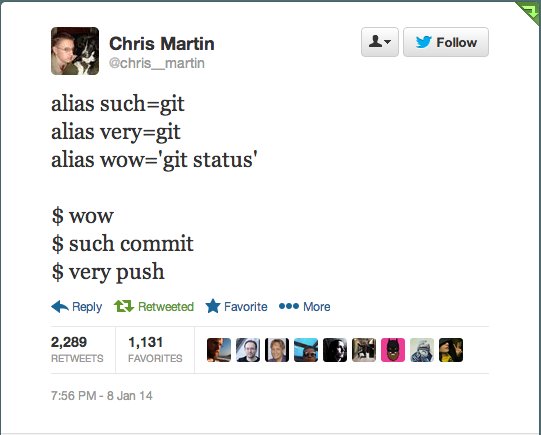 Chris Martin
@chris__martin
Follow
alias such=git
alias very=git
alias wow='git status'
$ wow
$ such commit
$ very push
Reply Retweeted Favorite More
2,289 1,131
RETWEETS FAVORITES
7:56 PM - 8 Jan 14